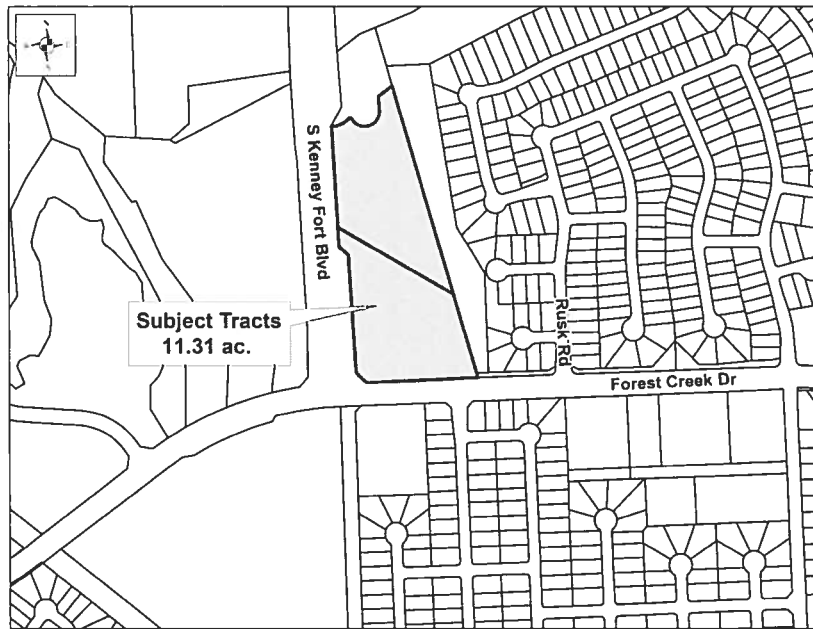 S Kenney Fort Blvd
Subject Tracts
11.31 ac.
Rusk Rd
Forest Creek Dr